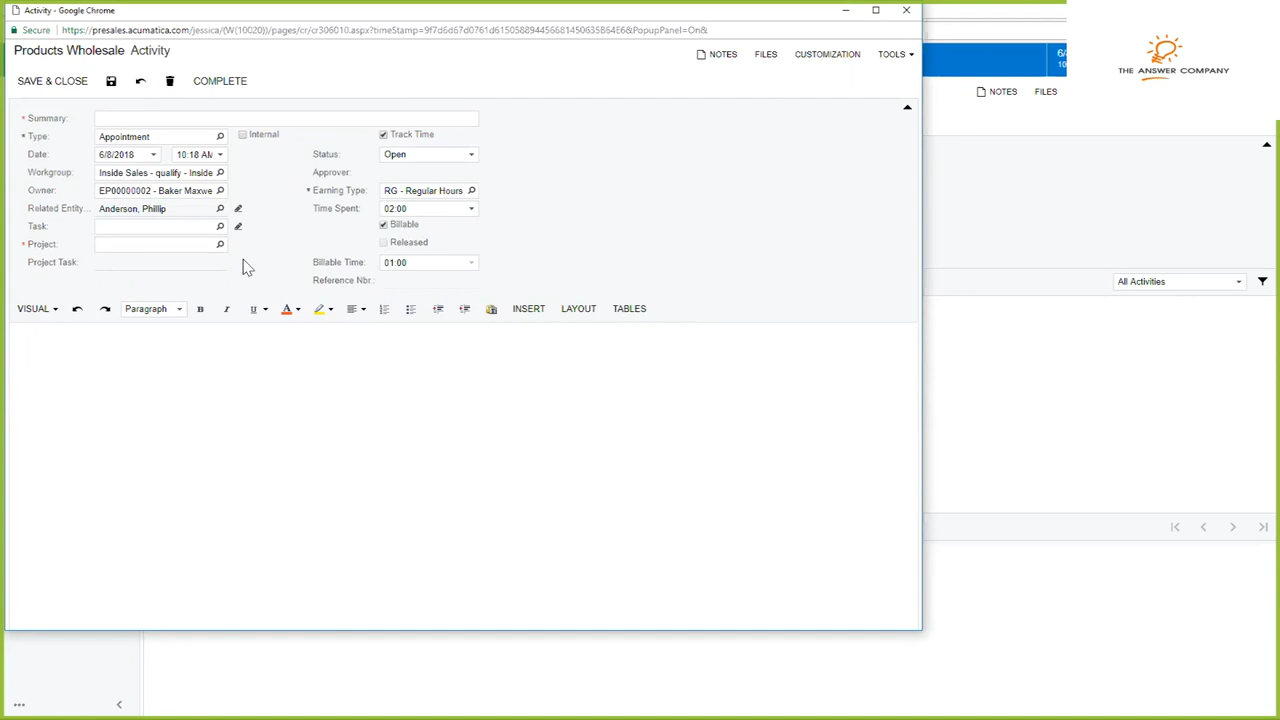 Activity - Google Chrome
Secure https://presales.acumatica.com/jessica/(W(10020))/pages/cr/cr306010.aspx?timeStamp=
Products Wholesale Activity
NOTES FILES CUSTOMIZATION TOOLS
SAVE & CLOSE COMPLETE
* Summary:
* Type: Appointment Internal Track Time
Date: 6/8/2018 10:18 AM Status: Open
Workgroup: Inside Sales - qualify - Inside Approver:
Owner: EP00000002 - Baker Maxwe * Earning Type: RG - Regular Hours
Related Entity... Anderson, Phillip Time Spent: 02:00
Task: Billable
* Project: Released
Project Task: Billable Time: 01:00
Reference Nbr.:
VISUAL Paragraph B I U A INSERT LAYOUT TABLES
6/
10
NOTES FILES
THE ANSWER COMPANY
All Activities